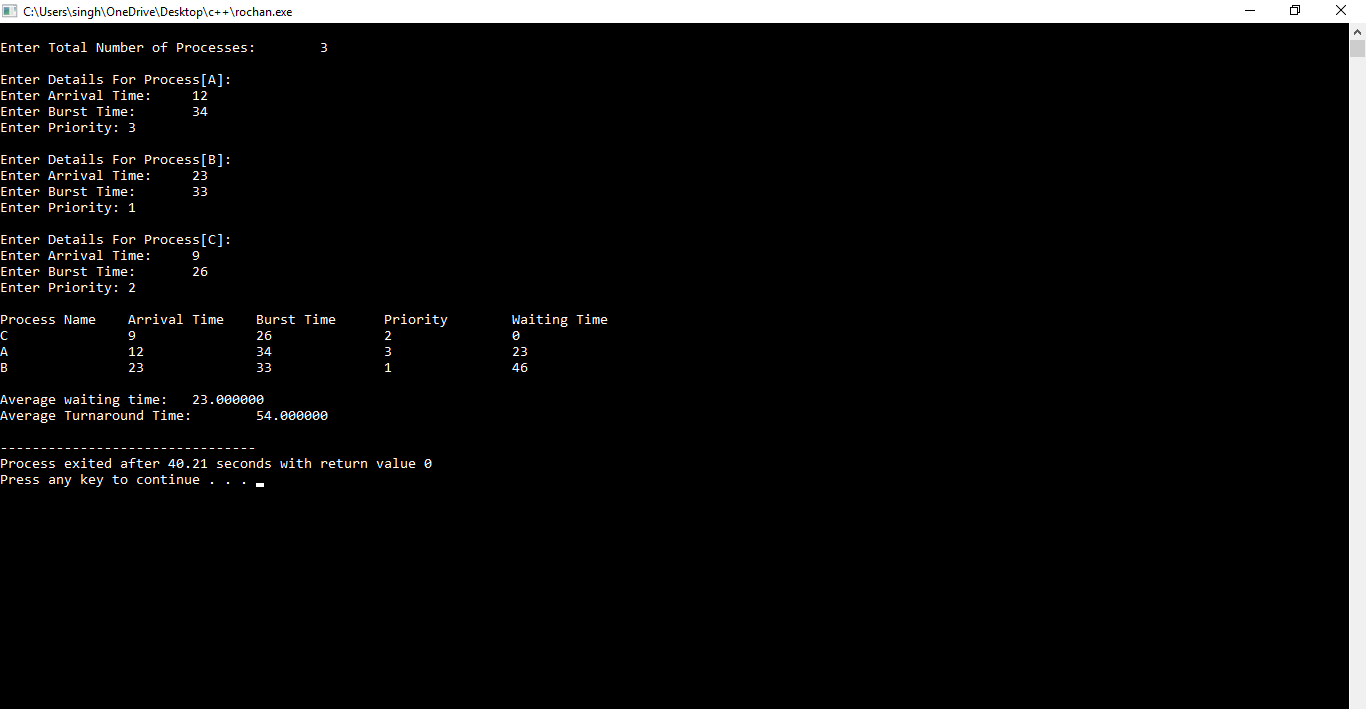 C:\Users\singh\OneDrive\Desktop\c++\rochan.exe
Enter Total Number of Processes:        3
Enter Details For Process[A]:
Enter Arrival Time:     12
Enter Burst Time:       34
Enter Priority: 3
Enter Details For Process[B]:
Enter Arrival Time:     23
Enter Burst Time:       33
Enter Priority: 1
Enter Details For Process[C]:
Enter Arrival Time:     9
Enter Burst Time:       26
Enter Priority: 2
Process Name    Arrival Time    Burst Time      Priority        Waiting Time
C               9               26              2               0
A               12              34              3               23
B               23              33              1               46
Average waiting time:   23.000000
Average Turnaround Time:        54.000000
--------------------------------
Process exited after 40.21 seconds with return value 0
Press any key to continue . . .